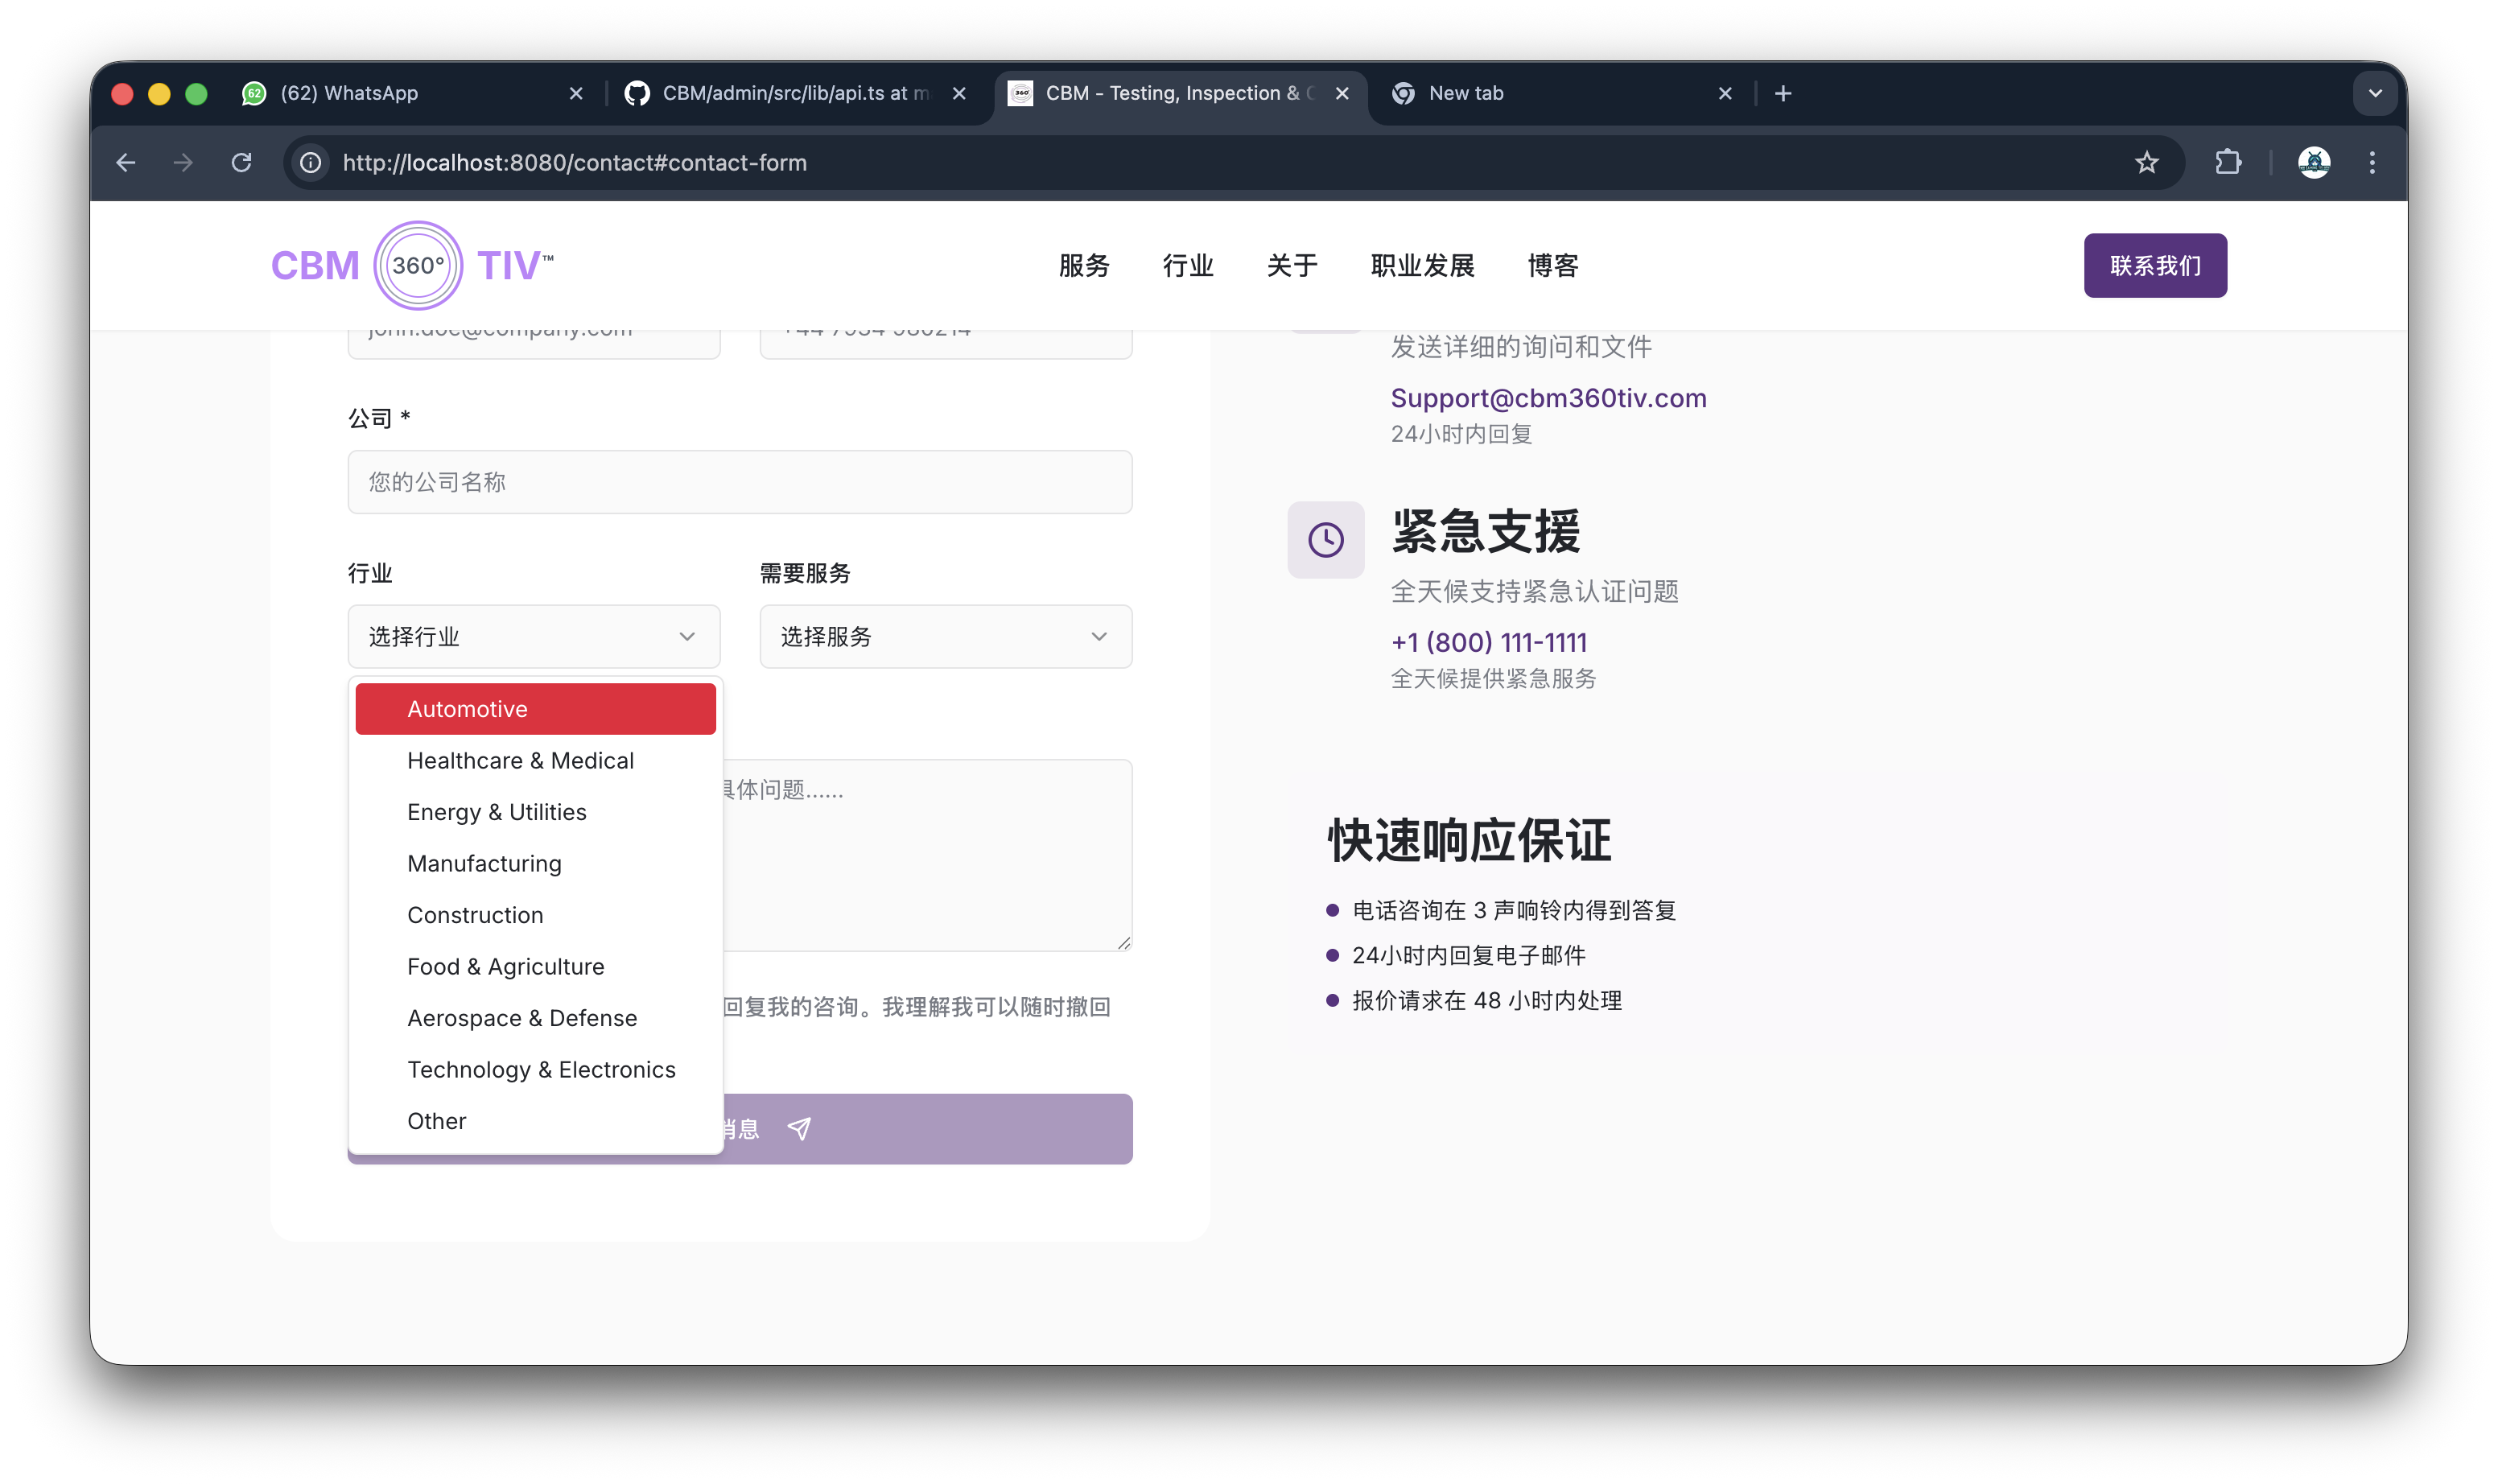 62 (62) WhatsApp
CBM/admin/src/lib/api.ts at m
360° CBM - Testing, Inspection & C
New tab
http://localhost:8080/contact#contact-form
CBM 360° TIV™
服务 行业 关于 职业发展 博客
联系我们
john.doe@company.com
+44 7934 980214
公司 *
您的公司名称
行业
需要服务
选择行业
选择服务
Automotive
Healthcare & Medical
Energy & Utilities
Manufacturing
Construction
Food & Agriculture
Aerospace & Defense
Technology & Electronics
Other
具体问题......
回复我的咨询。我理解我可以随时撤回
消息
发送详细的询问和文件
Support@cbm360tiv.com
24小时内回复
紧急支援
全天候支持紧急认证问题
+1 (800) 111-1111
全天候提供紧急服务
快速响应保证
电话咨询在 3 声响铃内得到答复
24小时内回复电子邮件
报价请求在 48 小时内处理